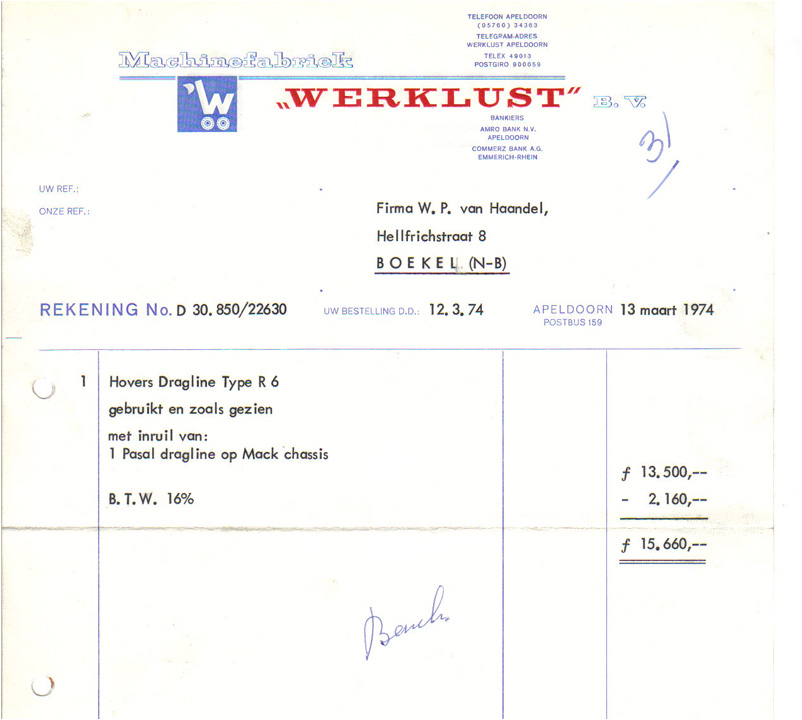 TELEFOON APELDOORN
(05760) 34363
TELEGRAM-ADRES
WERKLUST APELDOORN
TELEX 49013
POSTGIRO 900059
Machinefabriek
W
„WERKLUST” B.V.
BANKIERS
AMRO BANK N.V.
APELDOORN
COMMERZ BANK A.G.
EMMERICH-RHEIN
31
UW REF.:
ONZE REF.:
Firma W. P. van Haandel,
Hellfrichstraat 8
BOEKEL (N-B)
REKENING No. D 30.850/22630 UW BESTELLING D.D.: 12.3.74 APELDOORN 13 maart 1974
POSTBUS 159
1 Hovers Dragline Type R 6
gebruikt en zoals gezien
met inruil van:
1 Pasal dragline op Mack chassis
ƒ 13.500,--
B.T.W. 16% - 2.160,--
ƒ 15.660,--